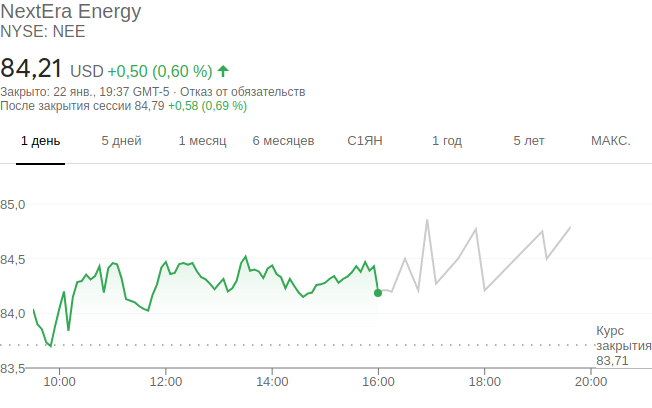 NextEra Energy
NYSE: NEE
84,21 USD +0,50 (0,60 %)
Закрыто: 22 янв., 19:37 GMT-5 · Отказ от обязательств
После закрытия сессии 84,79 +0,58 (0,69 %)
1 день 5 дней 1 месяц 6 месяцев С1ЯН 1 год 5 лет МАКС.
85,0
84,5
84,0
Курс
закрытия
83,71
83,5
10:00 12:00 14:00 16:00 18:00 20:00